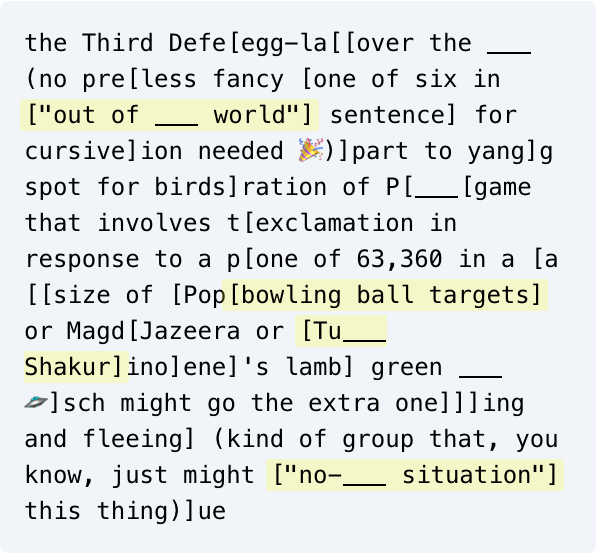 the Third Defe[egg-la[[over the ___
(no pre[less fancy [one of six in
["out of ___ world"] sentence] for
cursive]ion needed 🎉)]part to yang]g
spot for birds]ration of P[___[game
that involves t[exclamation in
response to a p[one of 63,360 in a [a
[[size of [Pop[bowling ball targets]
or Magd[Jazeera or [Tu___
Shakur]ino]ene]'s lamb] green ___
🛸]sch might go the extra one]]]ing
and fleeing] (kind of group that, you
know, just might ["no-___ situation"]
this thing)]ue